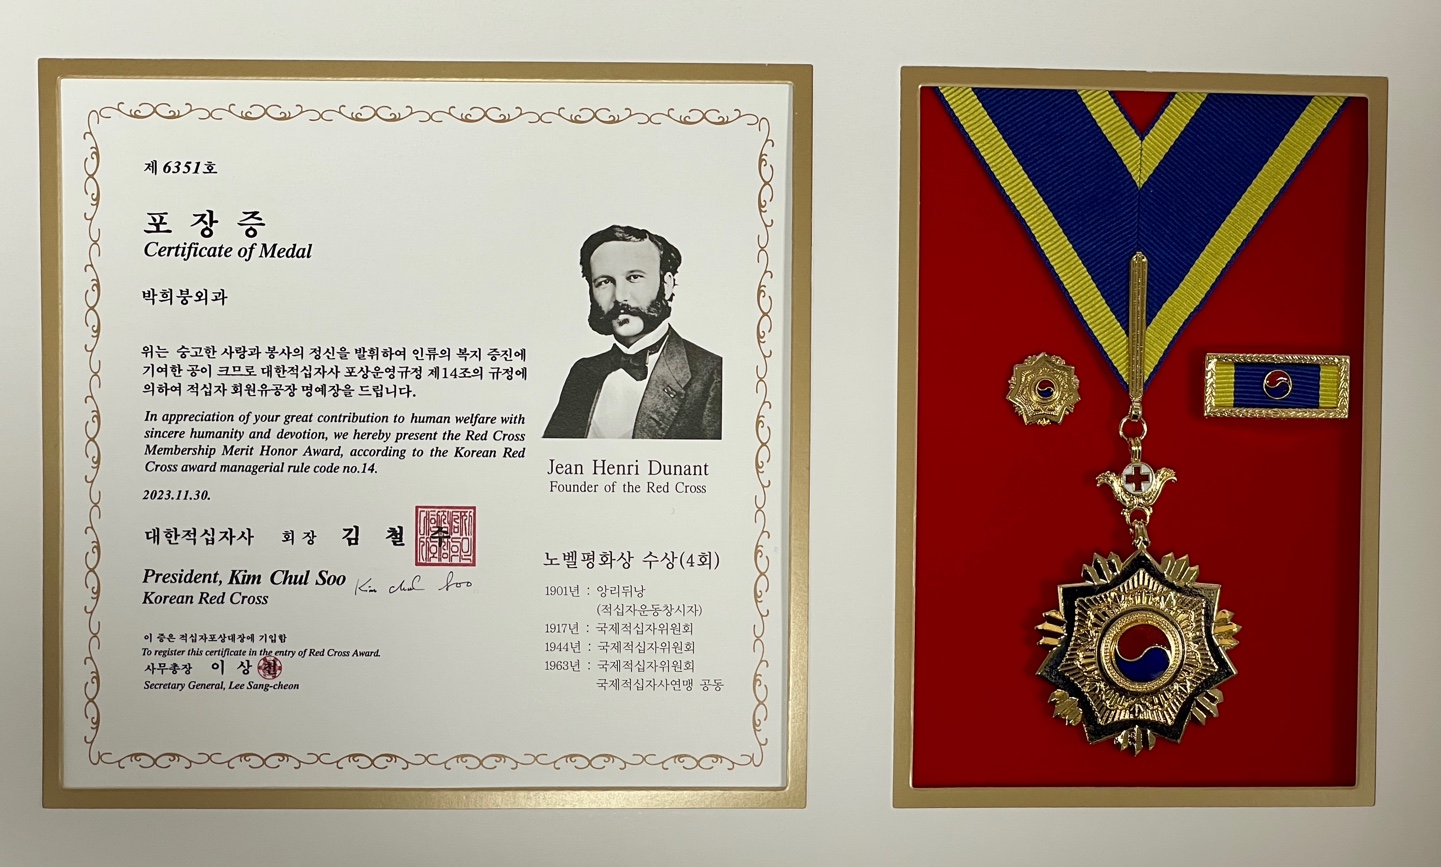 제 6351호
포 장 증
Certificate of Medal
박희붕외과
위는 숭고한 사랑과 봉사의 정신을 발휘하여 인류의 복지 증진에
기여한 공이 크므로 대한적십자사 포상운영규정 제14조의 규정에
의하여 적십자 회원유공장 명예장을 드립니다.
In appreciation of your great contribution to human welfare with
sincere humanity and devotion, we hereby present the Red Cross
Membership Merit Honor Award, according to the Korean Red
Cross award managerial rule code no.14.
2023.11.30.
대한적십자사 회 장 김 철 수
President, Kim Chul Soo Kim chul Soo
Korean Red Cross
이 증은 적십자포상대장에 기입함
To register this certificate in the entry of Red Cross Award.
사무총장 이 상 천
Secretary General, Lee Sang-cheon
Jean Henri Dunant
Founder of the Red Cross
노벨평화상 수상(4회)
1901년 : 앙리뒤낭
(적십자운동창시자)
1917년 : 국제적십자위원회
1944년 : 국제적십자위원회
1963년 : 국제적십자위원회
국제적십자사연맹 공동